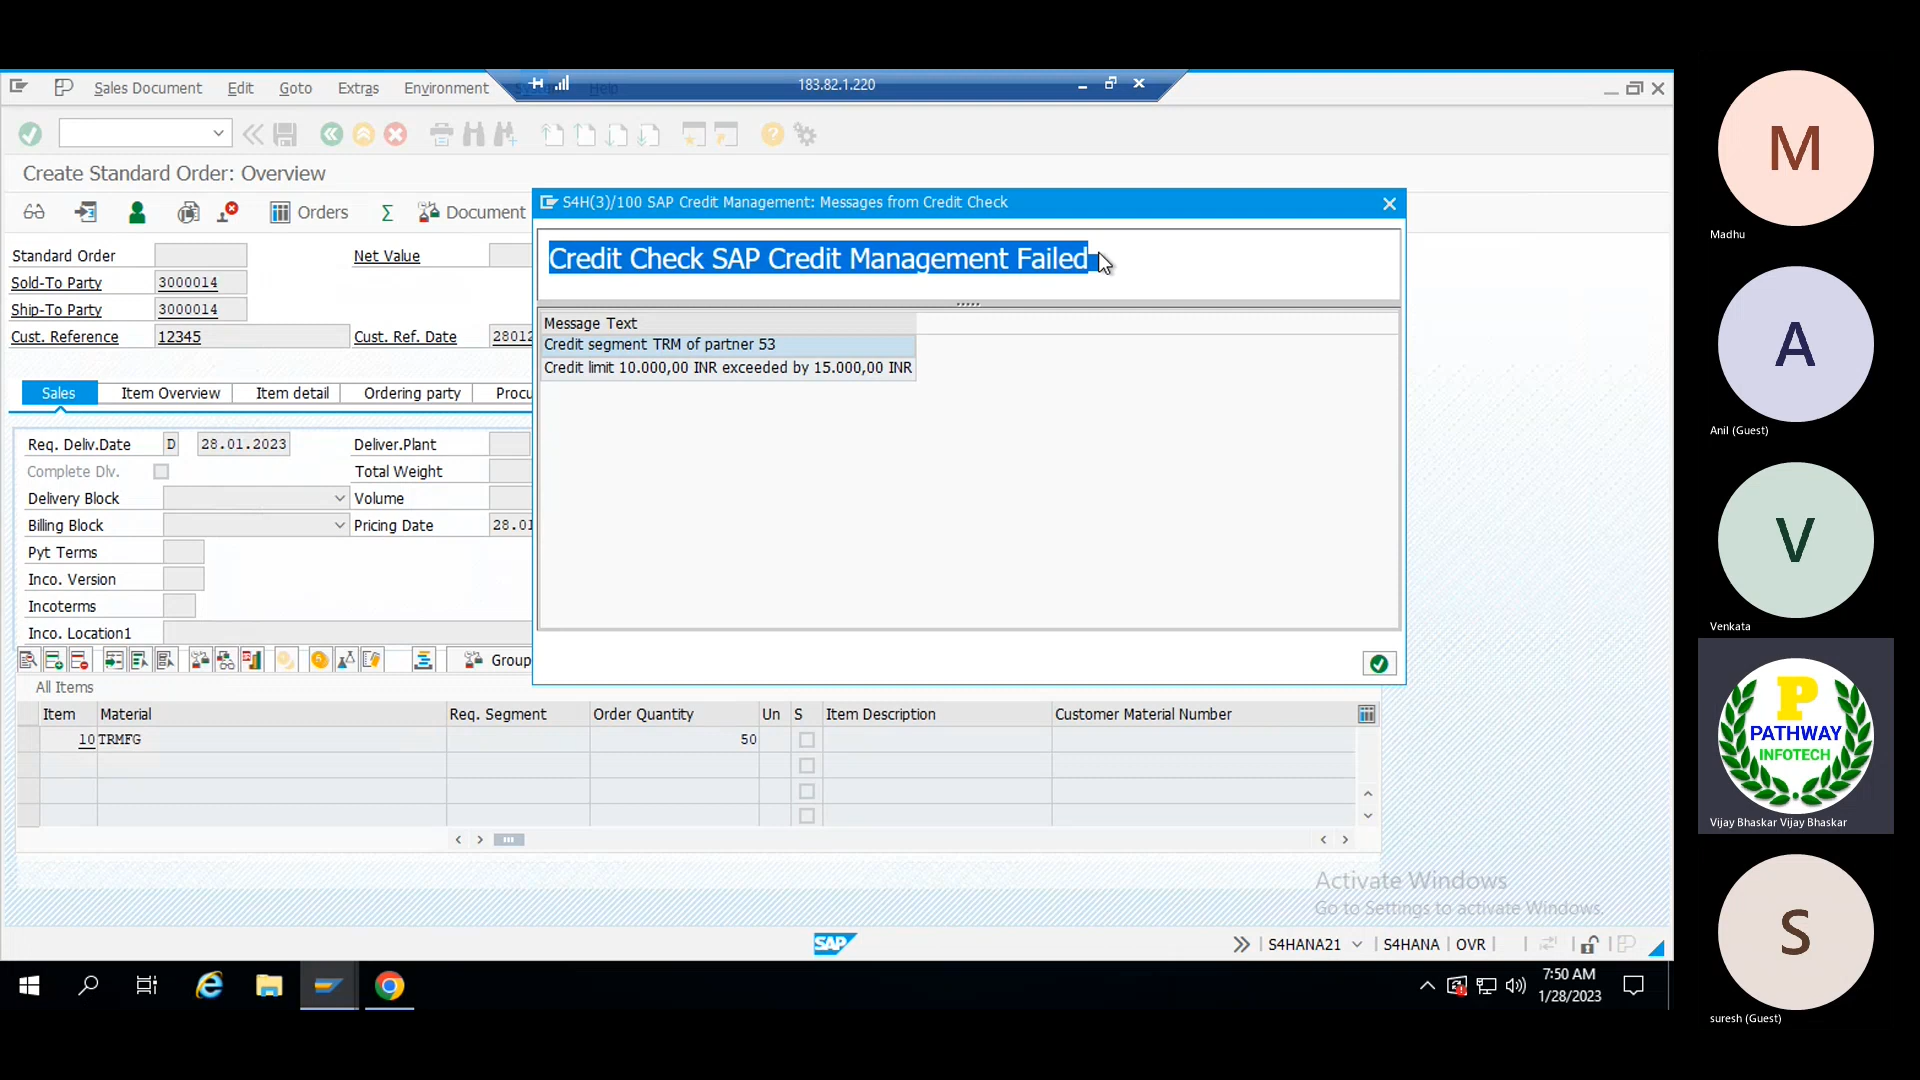 Sales Document Edit Goto Extras Environment Help
183.82.1.220
Create Standard Order: Overview
Orders Document
Standard Order Net Value
Sold-To Party 3000014
Ship-To Party 3000014
Cust. Reference 12345 Cust. Ref. Date 28012
Sales Item Overview Item detail Ordering party Procu
Req. Deliv.Date D 28.01.2023 Deliver.Plant
Complete Dlv. Total Weight
Delivery Block Volume
Billing Block Pricing Date 28.01
Pyt Terms
Inco. Version
Incoterms
Inco. Location1
Group
S4H(3)/100 SAP Credit Management: Messages from Credit Check
Credit Check SAP Credit Management Failed
Message Text
Credit segment TRM of partner 53
Credit limit 10.000,00 INR exceeded by 15.000,00 INR
All Items
Item Material Req. Segment Order Quantity Un S Item Description Customer Material Number
10 TRMFG 50
Activate Windows
Go to Settings to activate Windows.
SAP
S4HANA21 S4HANA OVR
7:50 AM
1/28/2023
M
Madhu
A
Anil (Guest)
V
Venkata
P
PATHWAY
INFOTECH
Vijay Bhaskar Vijay Bhaskar
S
suresh (Guest)